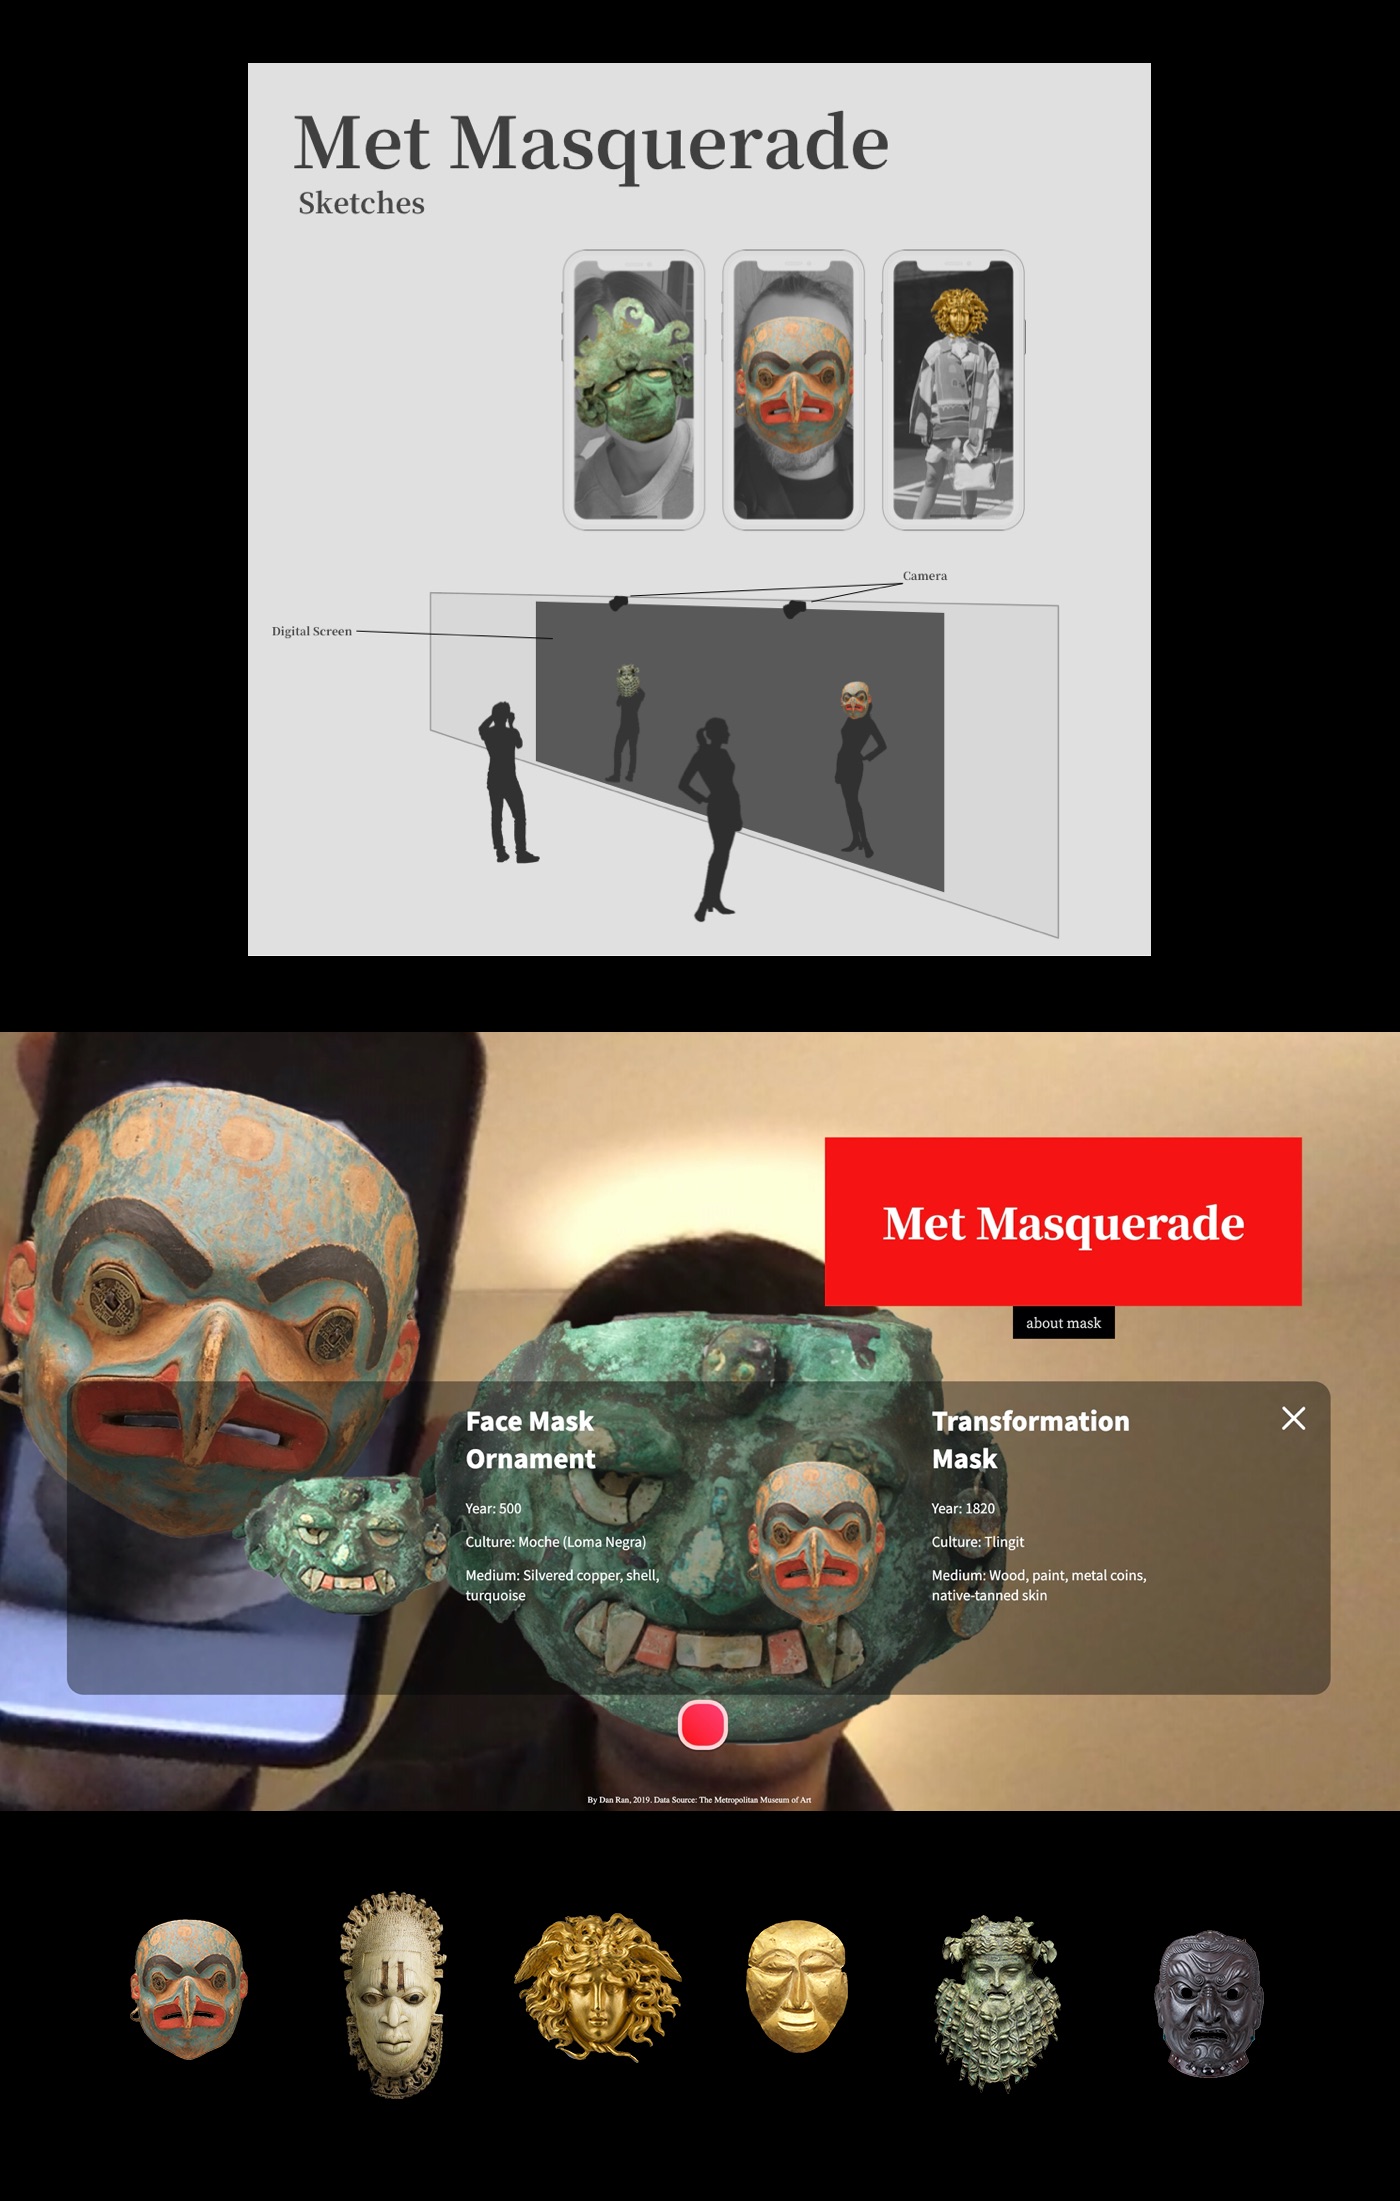 Met Masquerade
Sketches
Camera
Digital Screen
Met Masquerade
about mask
Face Mask
Ornament
Year: 500
Culture: Moche (Loma Negra)
Medium: Silvered copper, shell,
turquoise
Transformation
Mask
Year: 1820
Culture: Tlingit
Medium: Wood, paint, metal coins,
native-tanned skin
By Dan Ran, 2019. Data Source: The Metropolitan Museum of Art